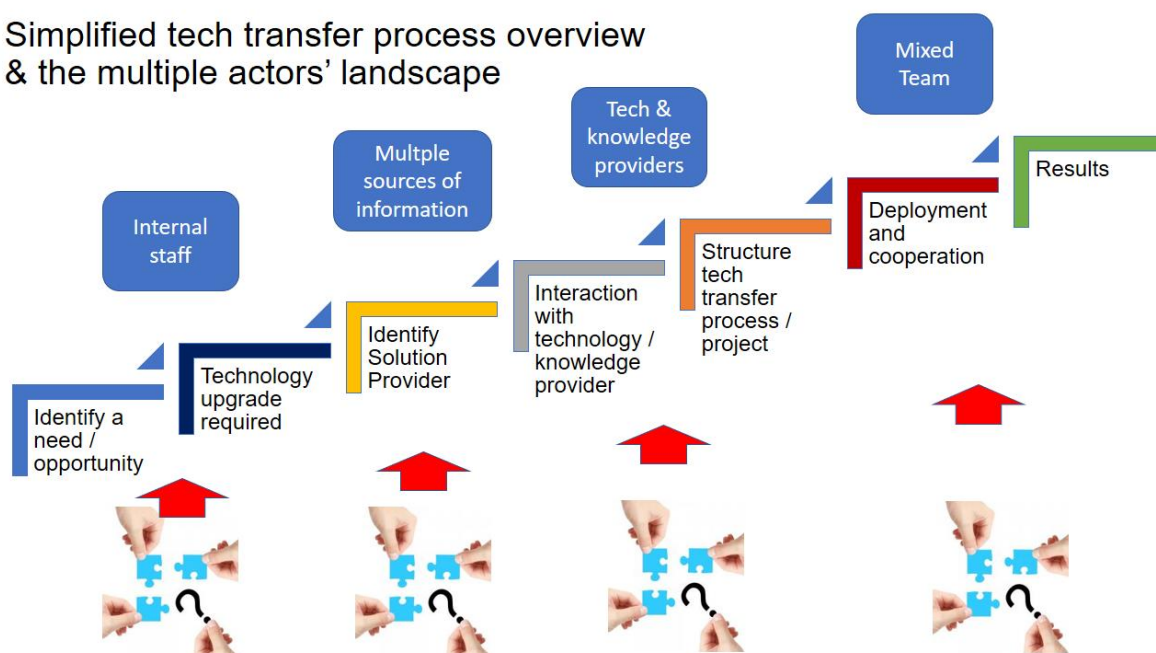 Simplified tech transfer process overview
& the multiple actors' landscape
Mixed
Team
Tech &
knowledge
providers
Multple
sources of
information
Internal
staff
Results
Deployment
and
cooperation
Structure
tech
transfer
process /
project
Interaction
with
technology /
knowledge
provider
Identify
Solution
Provider
Technology
upgrade
required
Identify a
need /
opportunity
?
?
?
?